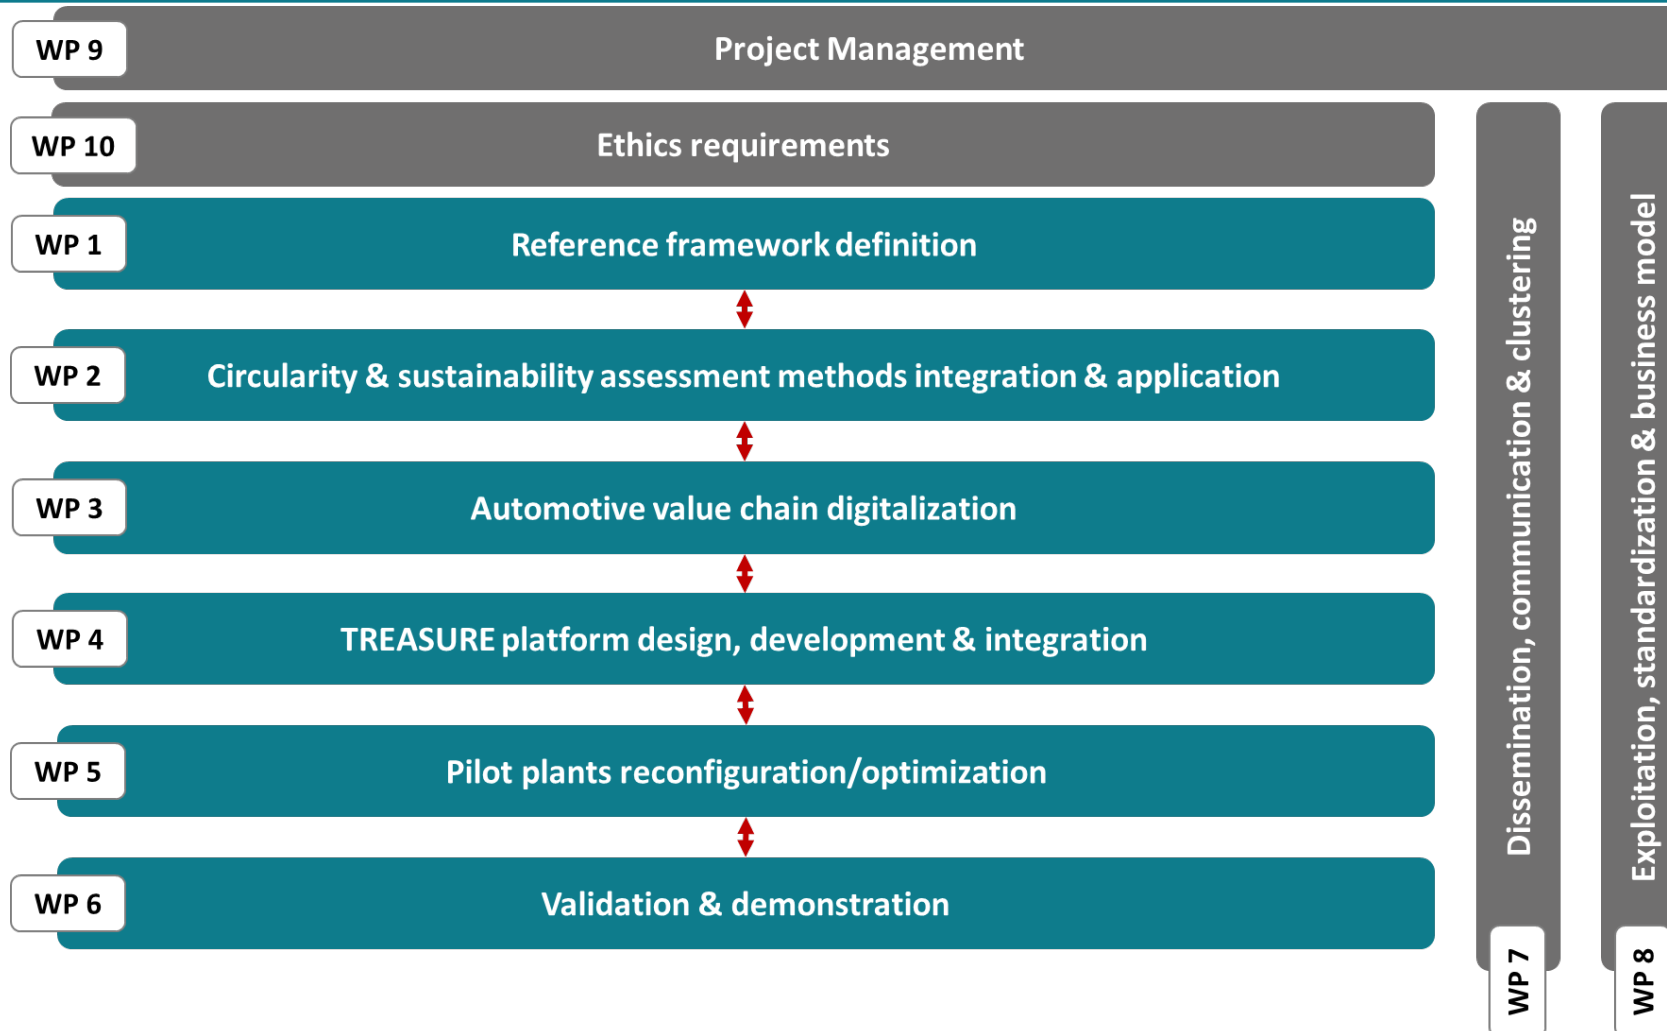 WP 9
Project Management
WP 10
Ethics requirements
WP 1
Reference framework definition
WP 2
Circularity & sustainability assessment methods integration & application
WP 3
Automotive value chain digitalization
WP 4
TREASURE platform design, development & integration
WP 5
Pilot plants reconfiguration/optimization
WP 6
Validation & demonstration
Dissemination, communication & clustering
WP 7
Exploitation, standardization & business model
WP 8